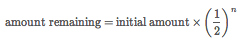 amount remaining = initial amount × (1/2)^n